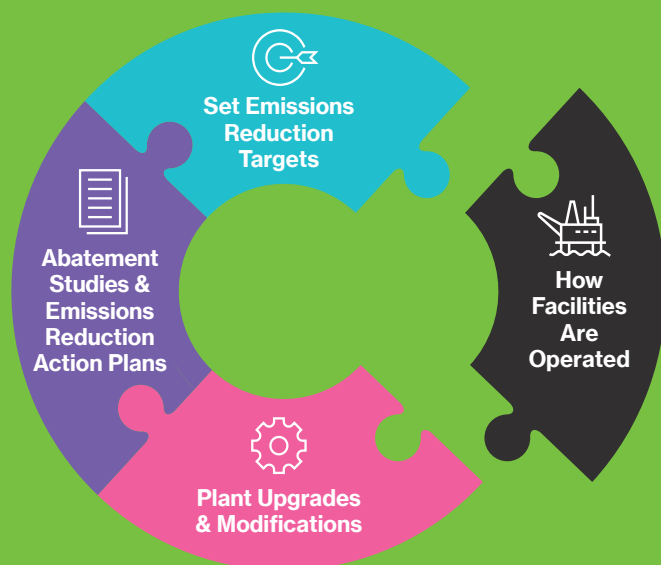 Set Emissions
Reduction
Targets
Abatement
Studies &
Emissions
Reduction
Action Plans
How
Facilities
Are
Operated
Plant Upgrades
& Modifications